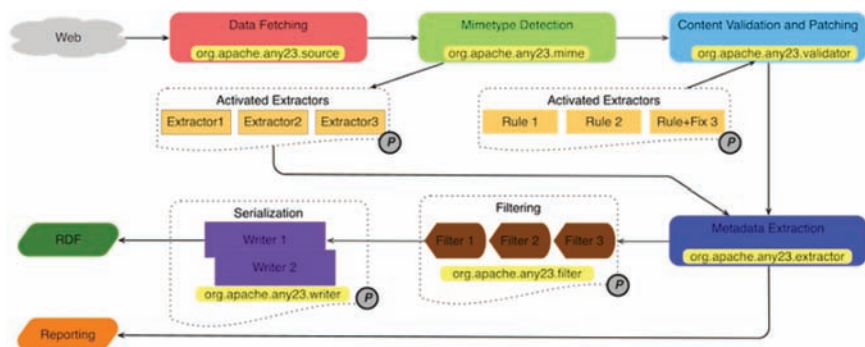 Web
Data Fetching
org.apache.any23.source
Mimetype Detection
org.apache.any23.mime
Content Validation and Patching
org.apache.any23.validator
Activated Extractors
Extractor1
Extractor2
Extractor3
P
Activated Extractors
Rule 1
Rule 2
Rule+Fix 3
P
RDF
Serialization
Writer 1
Writer 2
org.apache.any23.writer
P
Filtering
Filter 1
Filter 2
Filter 3
org.apache.any23.filter
P
Metadata Extraction
org.apache.any23.extractor
Reporting